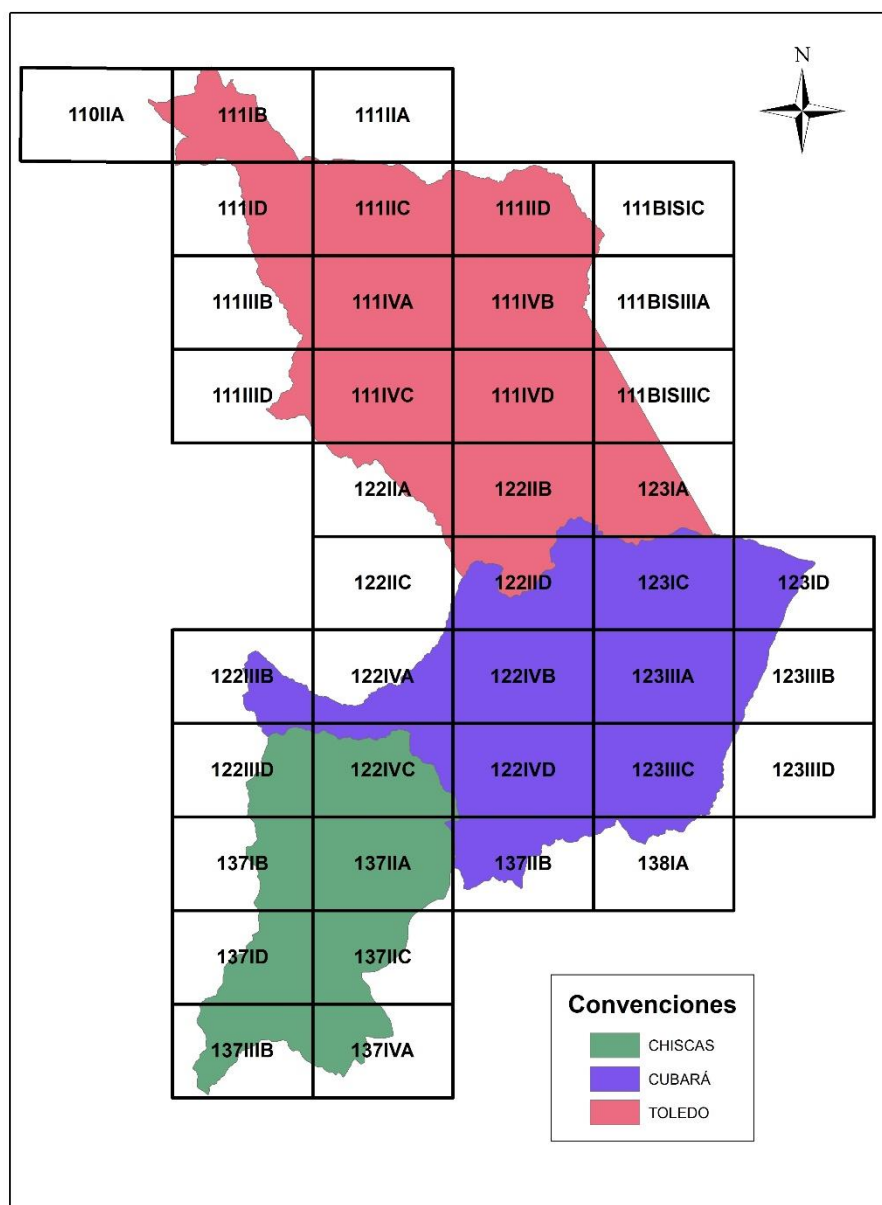 N
110IIA 111IB 111IIA
111ID 111IIC 111IID 111BISIC
111IIIB 111IVA 111IVB 111BISIIIA
111IIID 111IVC 111IVD 111BISIIIC
122IIA 122IIB 123IA
122IIC 122IID 123IC 123ID
122IIIB 122IVA 122IVB 123IIIA 123IIIB
122IIID 122IVC 122IVD 123IIIC 123IIID
137IB 137IIA 137IIB 138IA
137ID 137IIC
137IIIB 137IVA
Convenciones
CHISCAS
CUBARÁ
TOLEDO